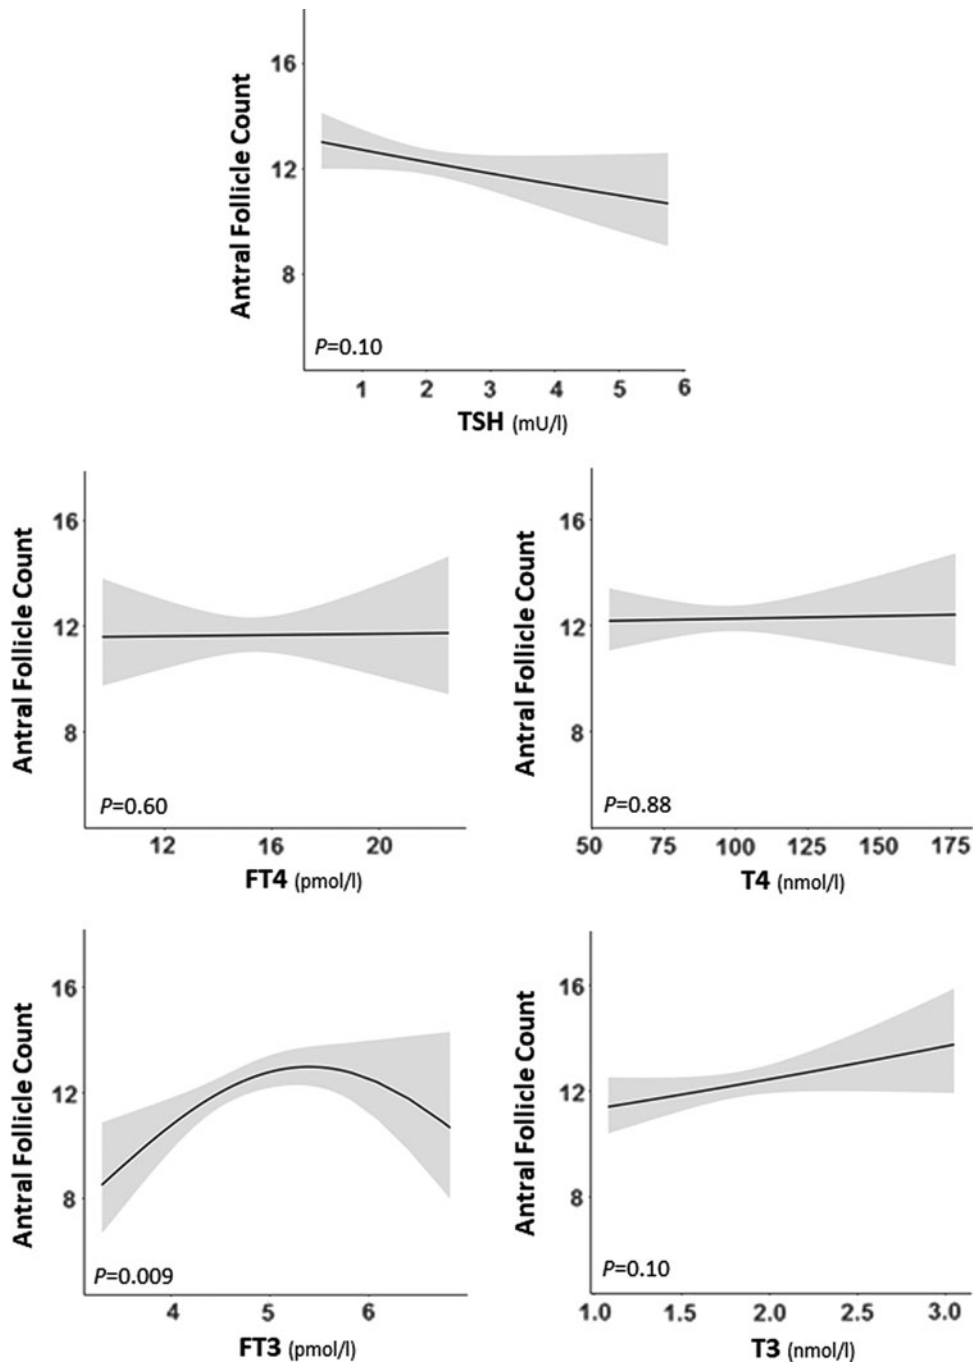 Antral Follicle Count
16
12
8
P=0.10
1 2 3 4 5 6
TSH (mU/l)
Antral Follicle Count
16
12
8
P=0.60
12 16 20
FT4 (pmol/l)
Antral Follicle Count
16
12
8
P=0.88
50 75 100 125 150 175
T4 (nmol/l)
Antral Follicle Count
16
12
8
P=0.009
4 5 6
FT3 (pmol/l)
Antral Follicle Count
16
12
8
P=0.10
1.0 1.5 2.0 2.5 3.0
T3 (nmol/l)